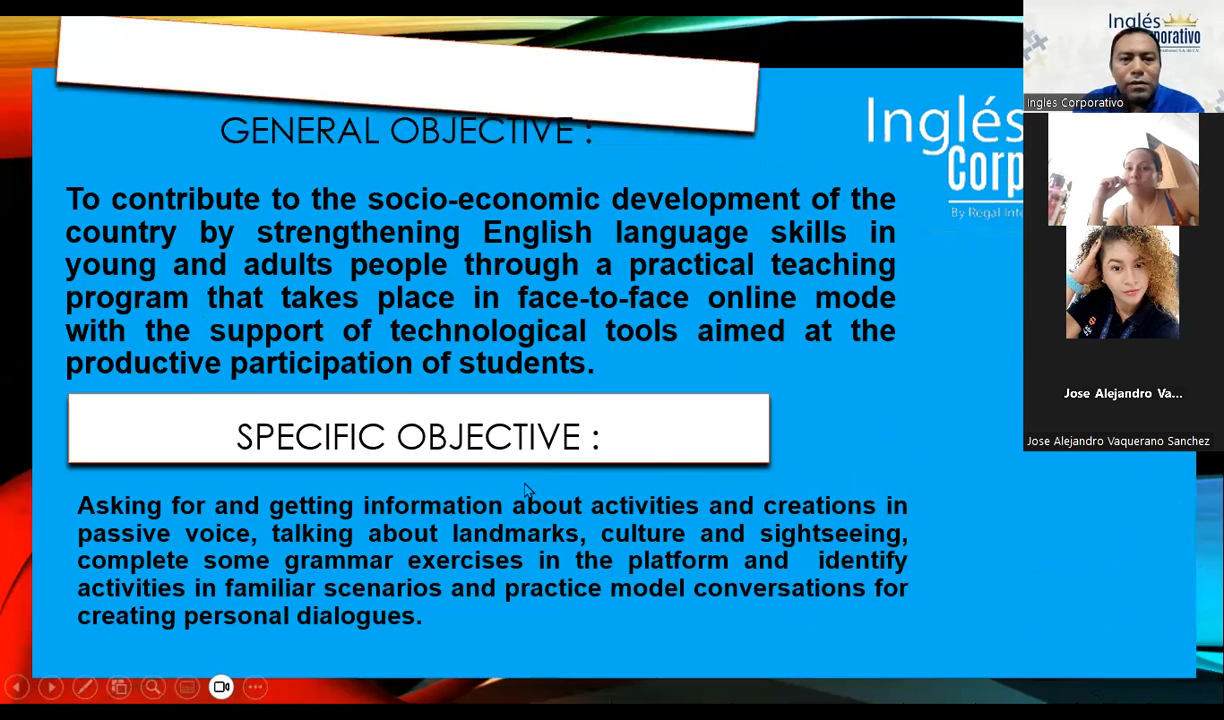 GENERAL OBJECTIVE :
To contribute to the socio-economic development of the
country by strengthening English language skills in
young and adults people through a practical teaching
program that takes place in face-to-face online mode
with the support of technological tools aimed at the
productive participation of students.
SPECIFIC OBJECTIVE :
Asking for and getting information about activities and creations in
passive voice, talking about landmarks, culture and sightseeing,
complete some grammar exercises in the platform and identify
activities in familiar scenarios and practice model conversations for
creating personal dialogues.
Inglés
Corp
By Regal Inte
Inglés
porativo
Ingles Corporativo
Jose Alejandro Va...
Jose Alejandro Vaquerano Sanchez